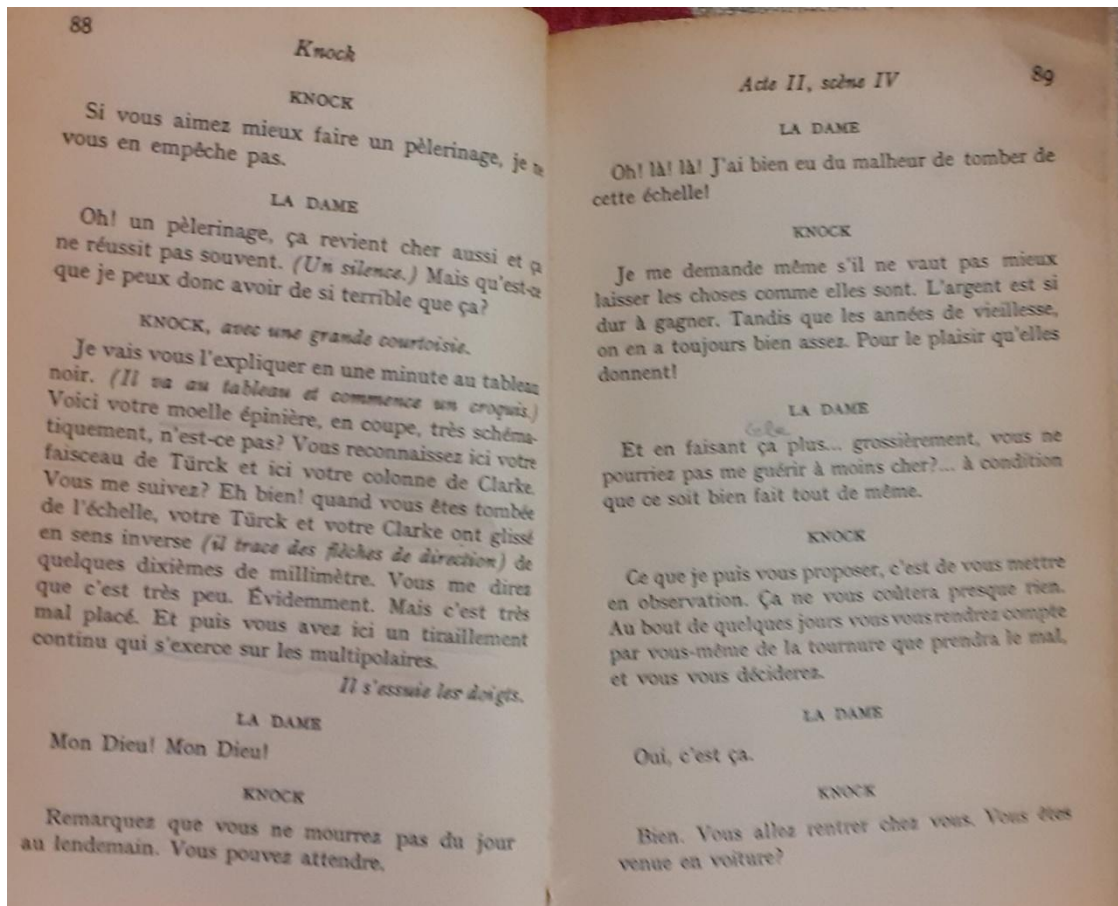 88
Knock
KNOCK
Si vous aimez mieux faire un pèlerinage, je ne
vous en empêche pas.
LA DAME
Oh! un pèlerinage, ça revient cher aussi et ça
ne réussit pas souvent. (Un silence.) Mais qu'est-ce
que je peux donc avoir de si terrible que ça?
KNOCK, avec une grande courtoisie.
Je vais vous l'expliquer en une minute au tableau
noir. (Il va au tableau et commence un croquis.)
Voici votre moelle épinière, en coupe, très schéma-
tiquement, n'est-ce pas? Vous reconnaissez ici votre
faisceau de Türck et ici votre colonne de Clarke.
Vous me suivez? Eh bien! quand vous êtes tombée
de l'échelle, votre Türck et votre Clarke ont glissé
en sens inverse (il trace des flèches de direction) de
quelques dixièmes de millimètre. Vous me direz
que c'est très peu. Évidemment. Mais c'est très
mal placé. Et puis vous avez ici un tiraillement
continu qui s'exerce sur les multipolaires.
Il s'essuie les doigts.
LA DAME
Mon Dieu! Mon Dieu!
KNOCK
Remarquez que vous ne mourrez pas du jour
au lendemain. Vous pouvez attendre.
Acte II, scène IV
89
LA DAME
Oh! là! là! J'ai bien eu du malheur de tomber de
cette échelle!
KNOCK
Je me demande même s'il ne vaut pas mieux
laisser les choses comme elles sont. L'argent est si
dur à gagner. Tandis que les années de vieillesse,
on en a toujours bien assez. Pour le plaisir qu'elles
donnent!
LA DAME
Et en faisant ça plus... grossièrement, vous ne
pourriez pas me guérir à moins cher?... à condition
que ce soit bien fait tout de même.
KNOCK
Ce que je puis vous proposer, c'est de vous mettre
en observation. Ça ne vous coûtera presque rien.
Au bout de quelques jours vous vous rendrez compte
par vous-même de la tournure que prendra le mal,
et vous vous déciderez.
LA DAME
Oui, c'est ça.
KNOCK
Bien. Vous allez rentrer chez vous. Vous êtes
venue en voiture?